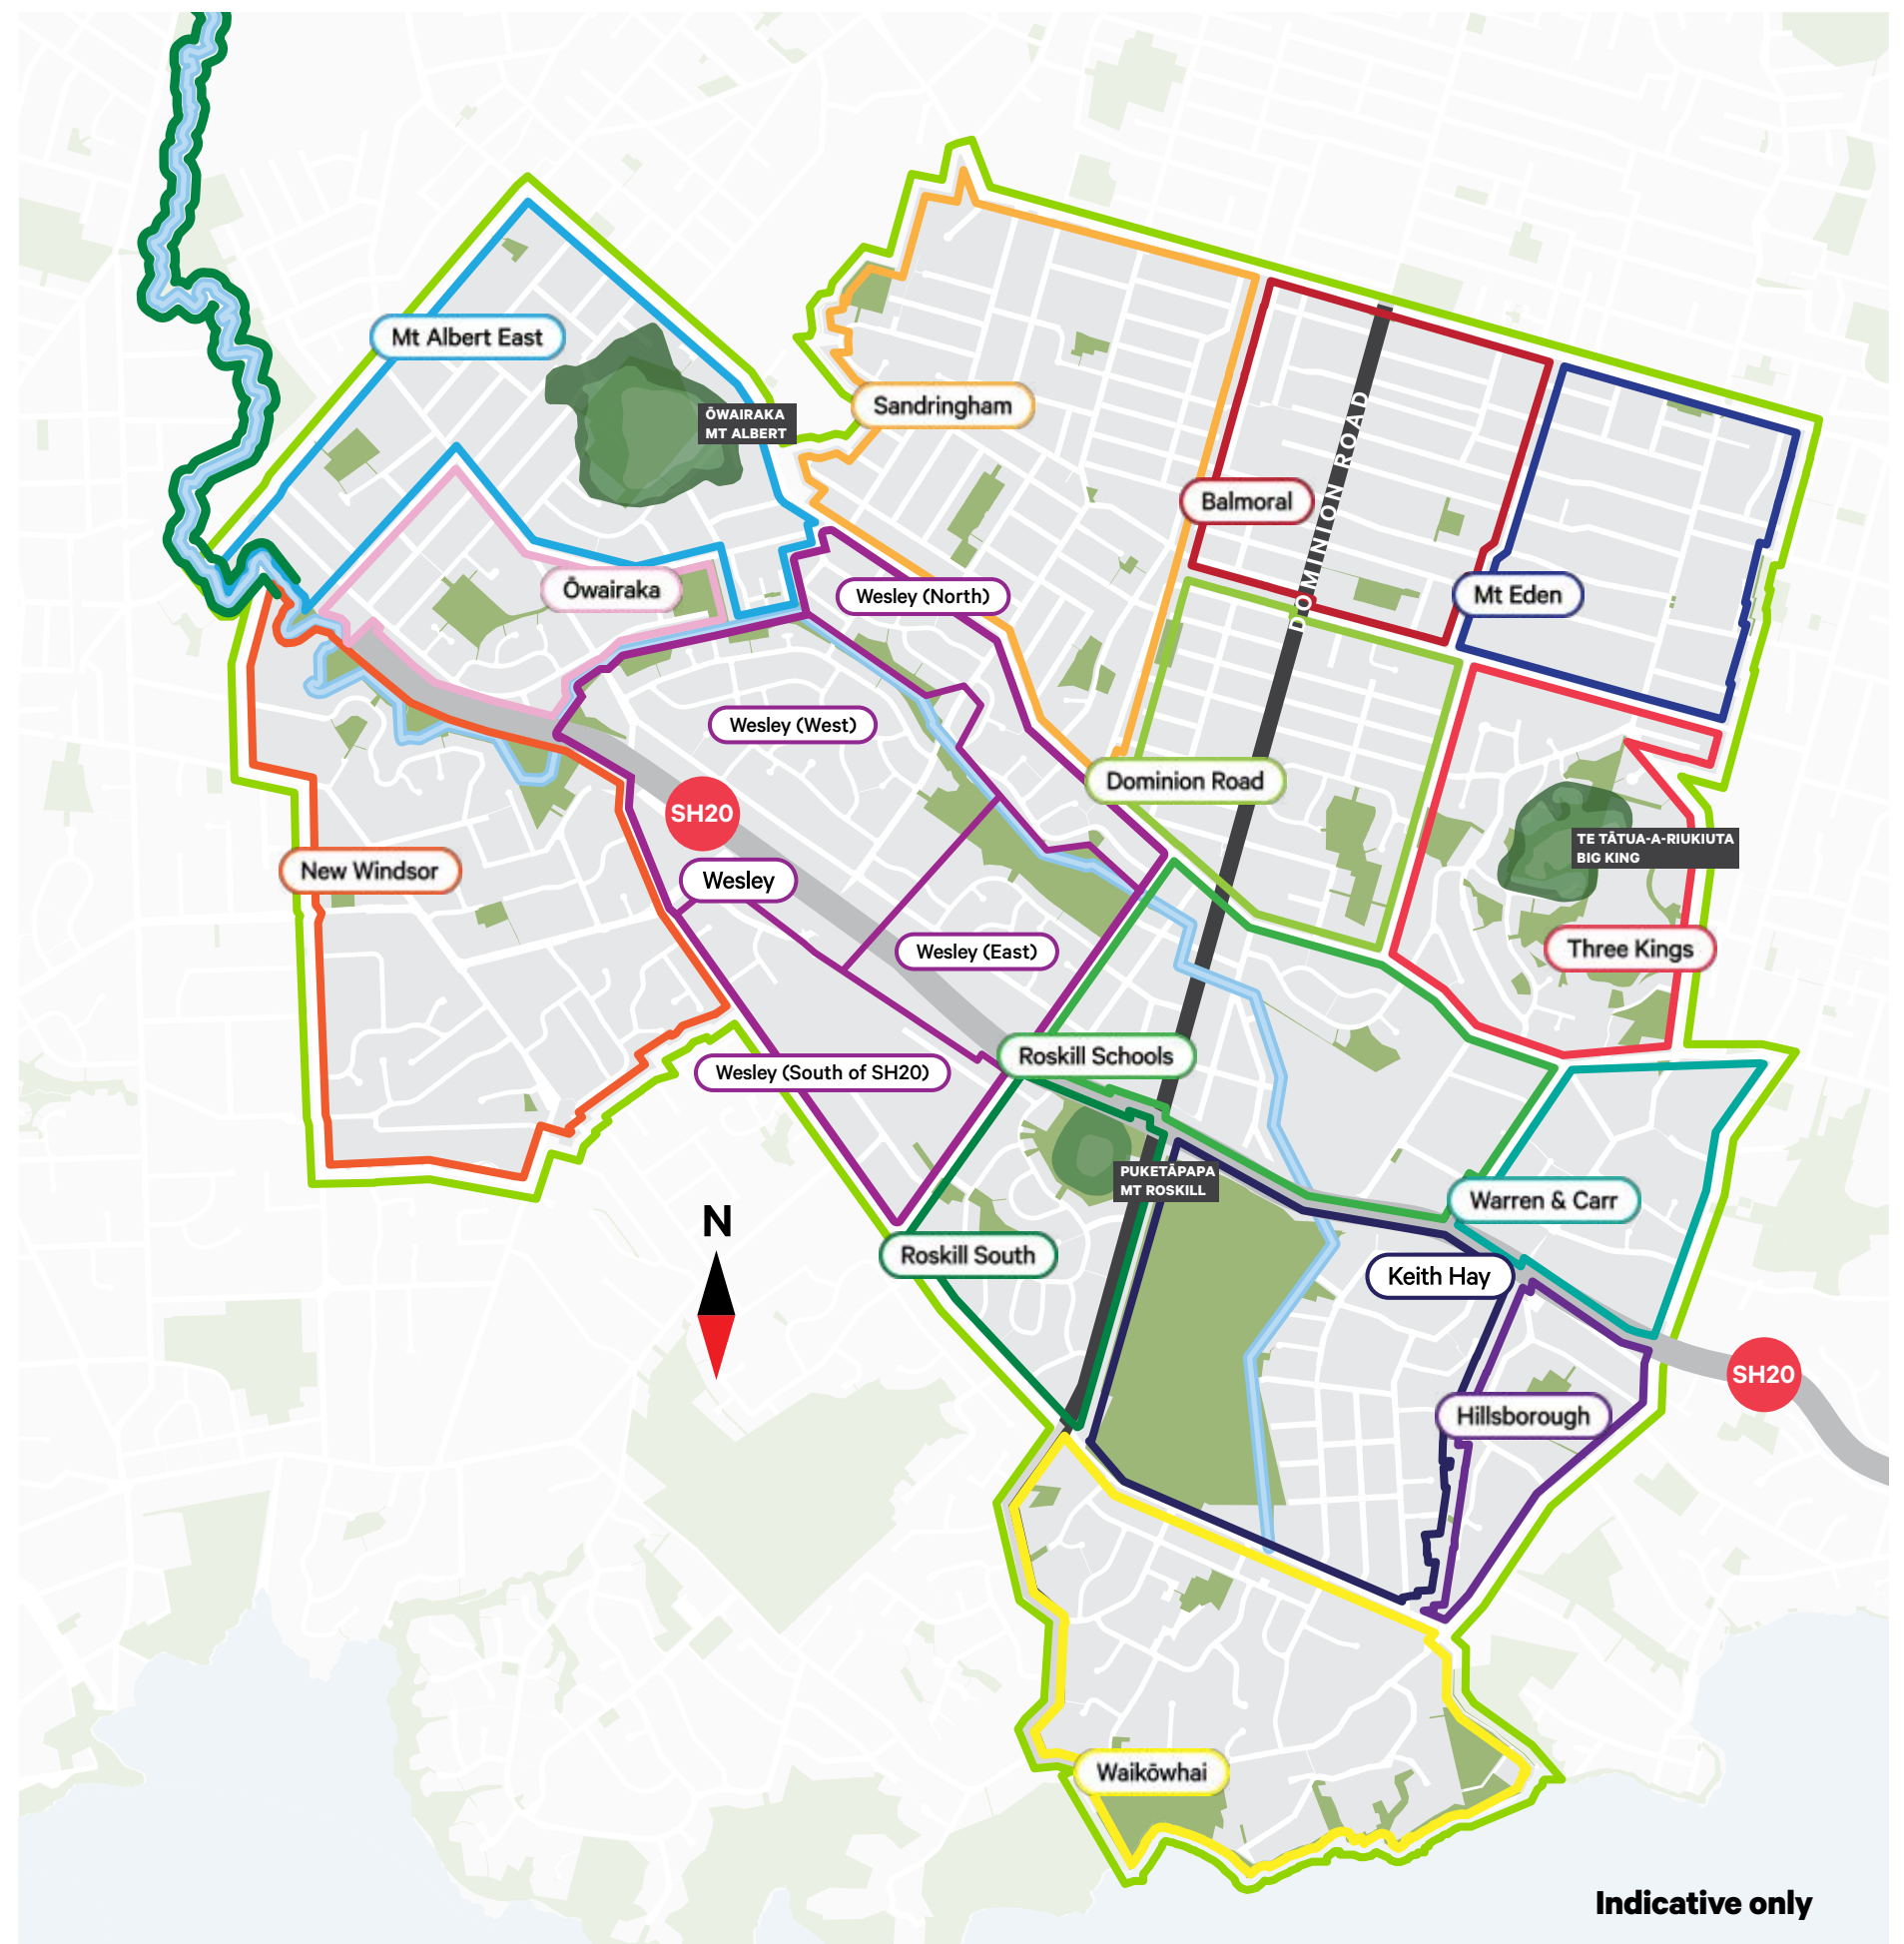 Mt Albert East
ŌWAIRAKA
MT ALBERT
Sandringham
Balmoral
DOMINION ROAD
Ōwairaka
Wesley (North)
Mt Eden
Wesley (West)
Dominion Road
SH20
TE TĀTUA-A-RIUKIUTA
BIG KING
New Windsor
Wesley
Wesley (East)
Three Kings
Roskill Schools
Wesley (South of SH20)
PUKETĀPAPA
MT ROSKILL
Warren & Carr
N
Roskill South
Keith Hay
SH20
Hillsborough
Waikōwhai
Indicative only